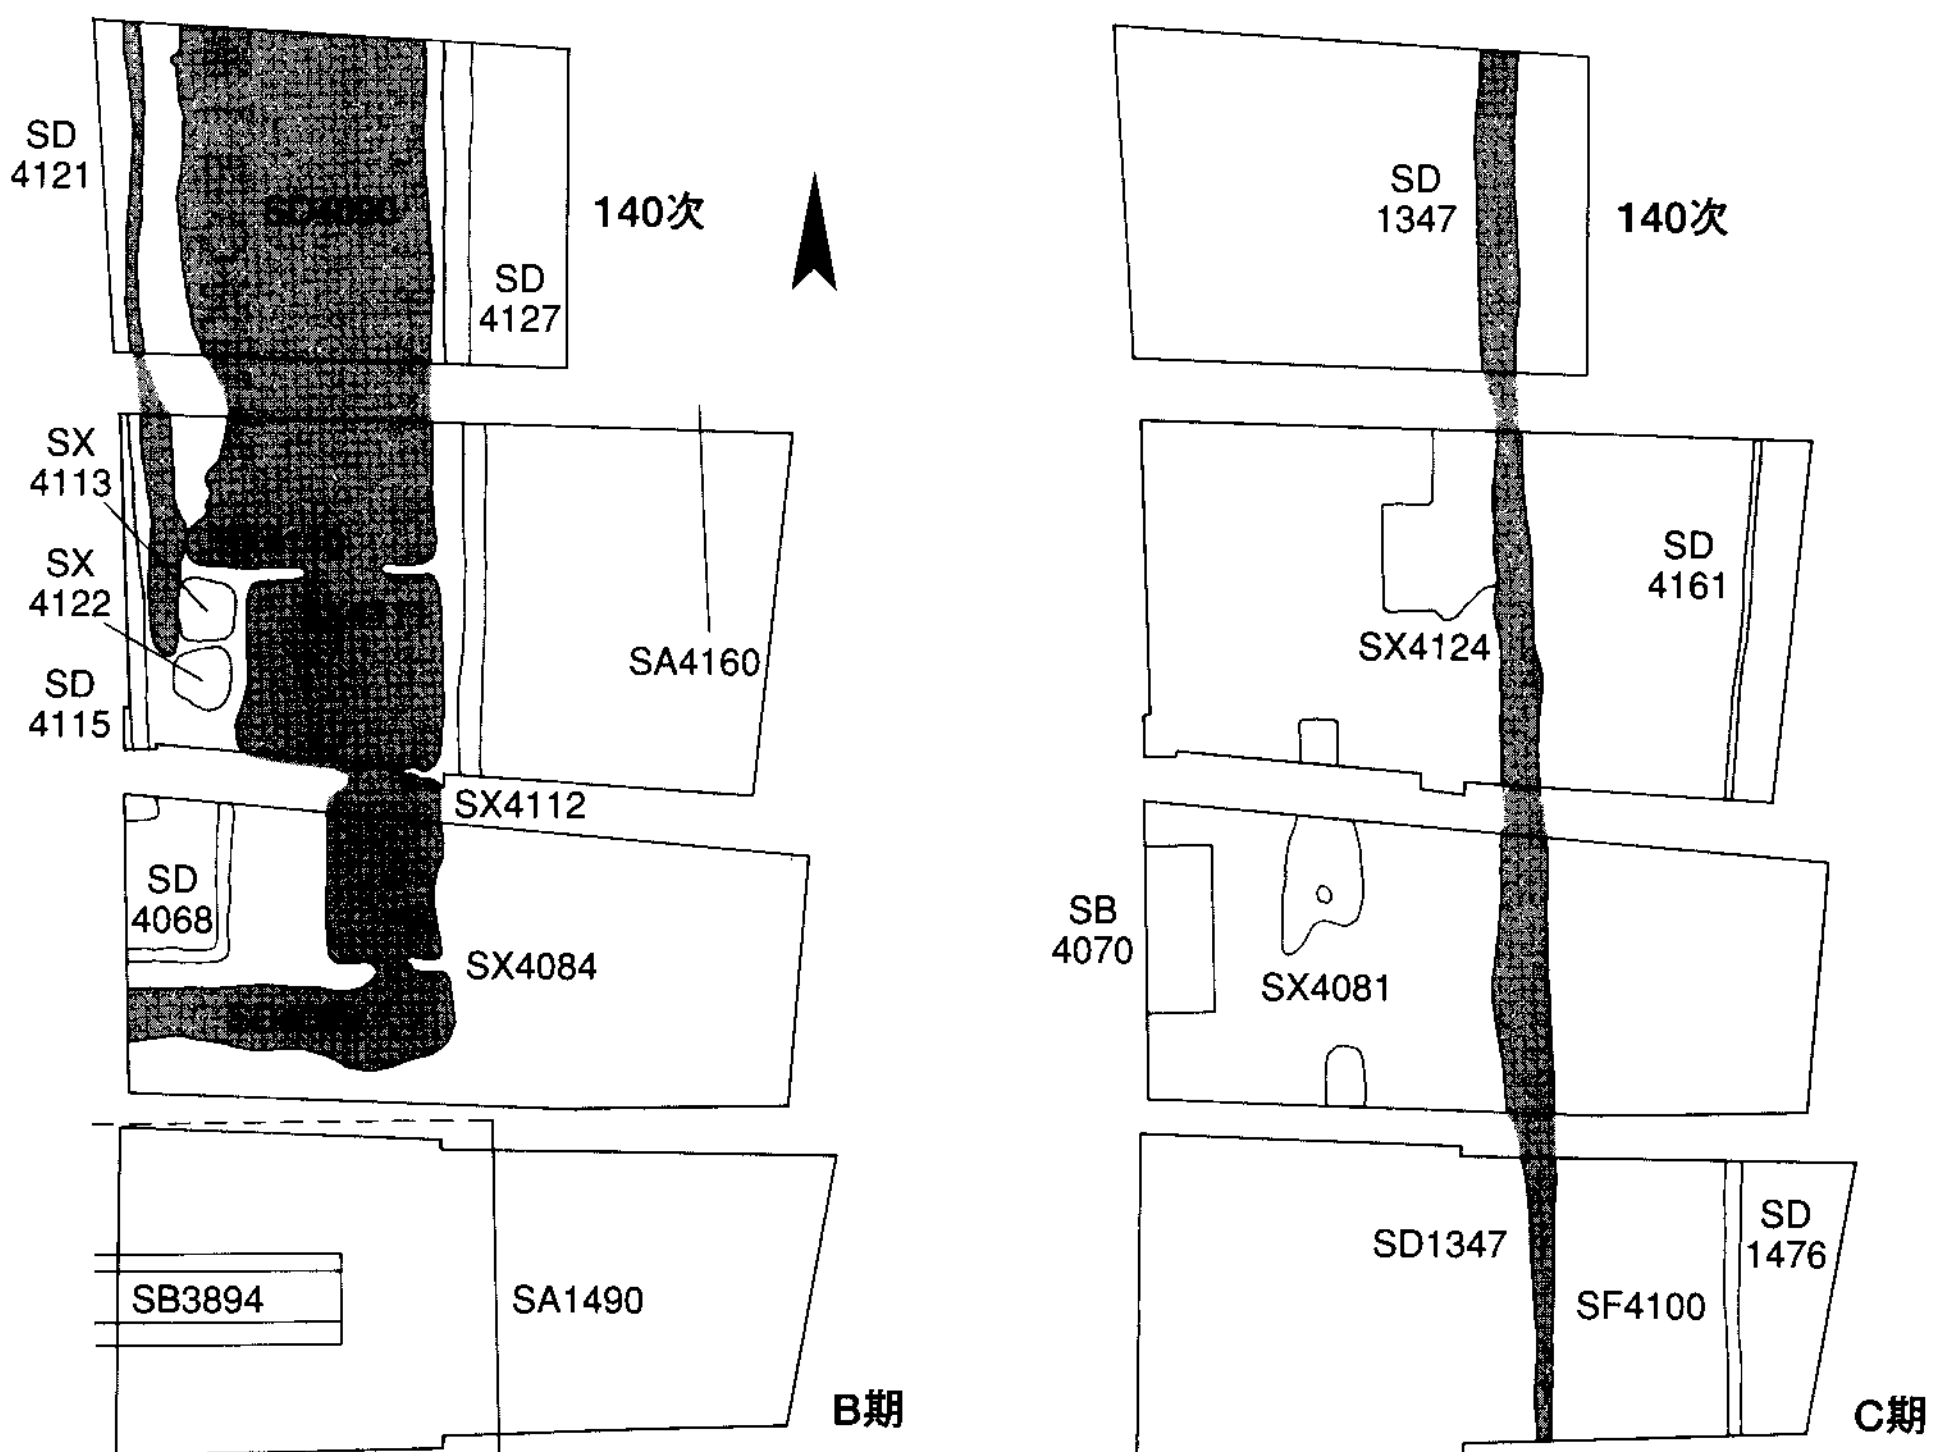 SD
4121
140次
SD
4127
SX
4113
SX
4122
SD
4115
SA4160
SX4112
SD
4068
SX4084
SB3894
SA1490
B期
SD
1347
140次
SD
4161
SX4124
SB
4070
SX4081
SD1347
SD
1476
SF4100
C期